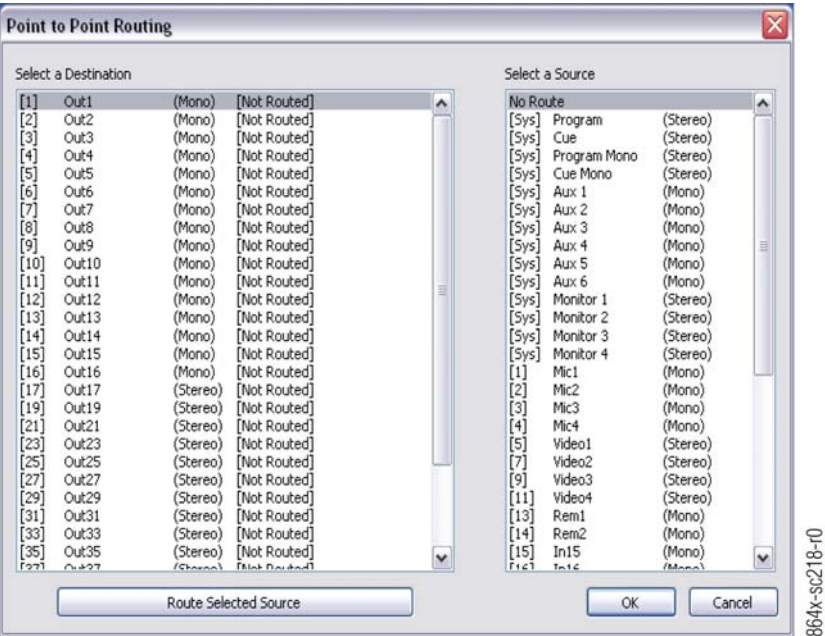 Point to Point Routing
Select a Destination
[1] Out1 (Mono) [Not Routed]
[2] Out2 (Mono) [Not Routed]
[3] Out3 (Mono) [Not Routed]
[4] Out4 (Mono) [Not Routed]
[5] Out5 (Mono) [Not Routed]
[6] Out6 (Mono) [Not Routed]
[7] Out7 (Mono) [Not Routed]
[8] Out8 (Mono) [Not Routed]
[9] Out9 (Mono) [Not Routed]
[10] Out10 (Mono) [Not Routed]
[11] Out11 (Mono) [Not Routed]
[12] Out12 (Mono) [Not Routed]
[13] Out13 (Mono) [Not Routed]
[14] Out14 (Mono) [Not Routed]
[15] Out15 (Mono) [Not Routed]
[16] Out16 (Mono) [Not Routed]
[17] Out17 (Stereo) [Not Routed]
[19] Out19 (Stereo) [Not Routed]
[21] Out21 (Stereo) [Not Routed]
[23] Out23 (Stereo) [Not Routed]
[25] Out25 (Stereo) [Not Routed]
[27] Out27 (Stereo) [Not Routed]
[29] Out29 (Stereo) [Not Routed]
[31] Out31 (Stereo) [Not Routed]
[33] Out33 (Stereo) [Not Routed]
[35] Out35 (Stereo) [Not Routed]
[37] Out37 (Stereo) [Not Routed]
Route Selected Source
Select a Source
No Route
[Sys] Program (Stereo)
[Sys] Cue (Stereo)
[Sys] Program Mono (Stereo)
[Sys] Cue Mono (Stereo)
[Sys] Aux 1 (Mono)
[Sys] Aux 2 (Mono)
[Sys] Aux 3 (Mono)
[Sys] Aux 4 (Mono)
[Sys] Aux 5 (Mono)
[Sys] Aux 6 (Mono)
[Sys] Monitor 1 (Stereo)
[Sys] Monitor 2 (Stereo)
[Sys] Monitor 3 (Stereo)
[Sys] Monitor 4 (Stereo)
[1] Mic1 (Mono)
[2] Mic2 (Mono)
[3] Mic3 (Mono)
[4] Mic4 (Mono)
[5] Video1 (Stereo)
[7] Video2 (Stereo)
[9] Video3 (Stereo)
[11] Video4 (Stereo)
[13] Rem1 (Mono)
[14] Rem2 (Mono)
[15] In15 (Mono)
[16] In16 (Mono)
OK
Cancel
864x-sc218-r0